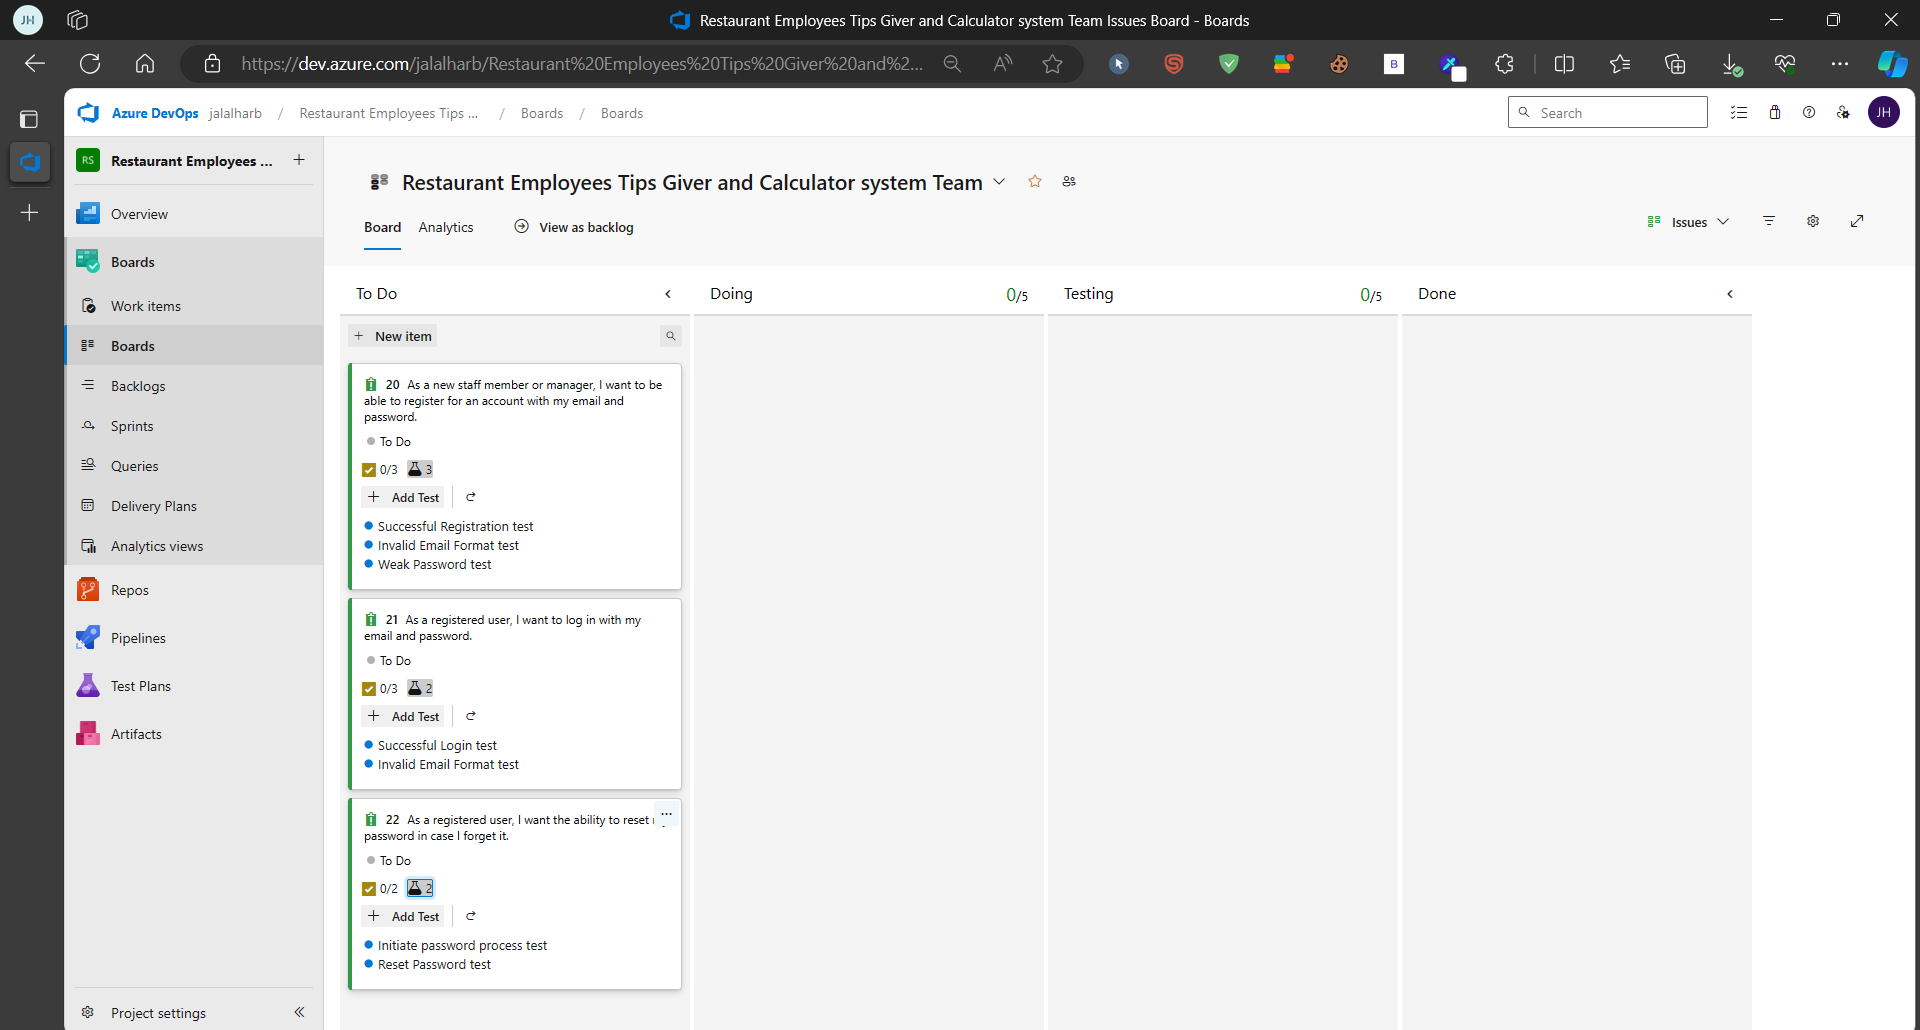 JH
Restaurant Employees Tips Giver and Calculator system Team Issues Board - Boards
https://dev.azure.com/jalalharb/Restaurant%20Employees%20Tips%20Giver%20and%2...
B
Azure DevOps jalalharb / Restaurant Employees Tips ... / Boards / Boards
Search
JH
RS Restaurant Employees ...
Overview
Boards
Work items
Boards
Backlogs
Sprints
Queries
Delivery Plans
Analytics views
Repos
Pipelines
Test Plans
Artifacts
Project settings
Restaurant Employees Tips Giver and Calculator system Team
Board Analytics View as backlog
Issues
To Do
Doing 0/5
Testing 0/5
Done
+ New item
20 As a new staff member or manager, I want to be
able to register for an account with my email and
password.
To Do
0/3 3
+ Add Test
Successful Registration test
Invalid Email Format test
Weak Password test
21 As a registered user, I want to log in with my
email and password.
To Do
0/3 2
+ Add Test
Successful Login test
Invalid Email Format test
22 As a registered user, I want the ability to reset
password in case I forget it.
To Do
0/2 2
+ Add Test
Initiate password process test
Reset Password test